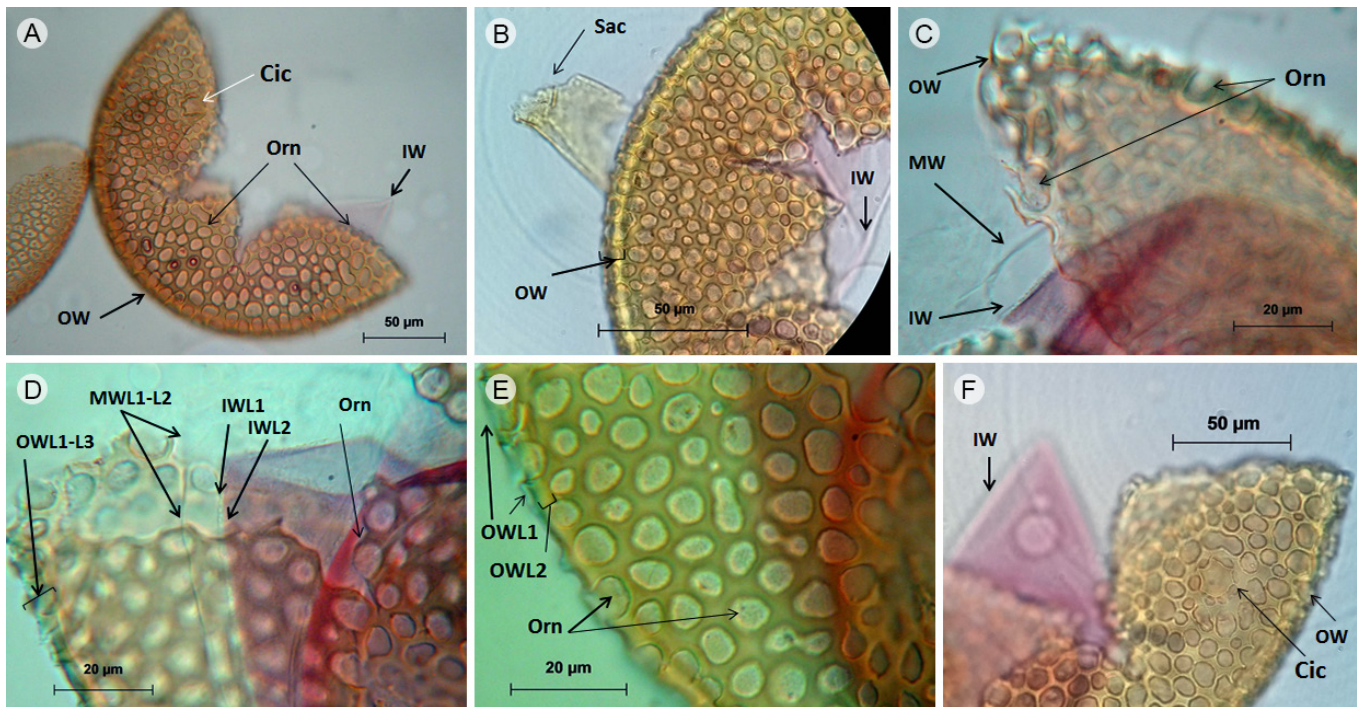 A
Cic
Orn
IW
OW
50 µm
B
Sac
IW
OW
50 µm
C
OW
Orn
MW
IW
20 µm
D
MWL1-L2
IWL1
Orn
IWL2
OWL1-L3
20 µm
E
OWL1
OWL2
Orn
20 µm
F
50 µm
IW
OW
Cic